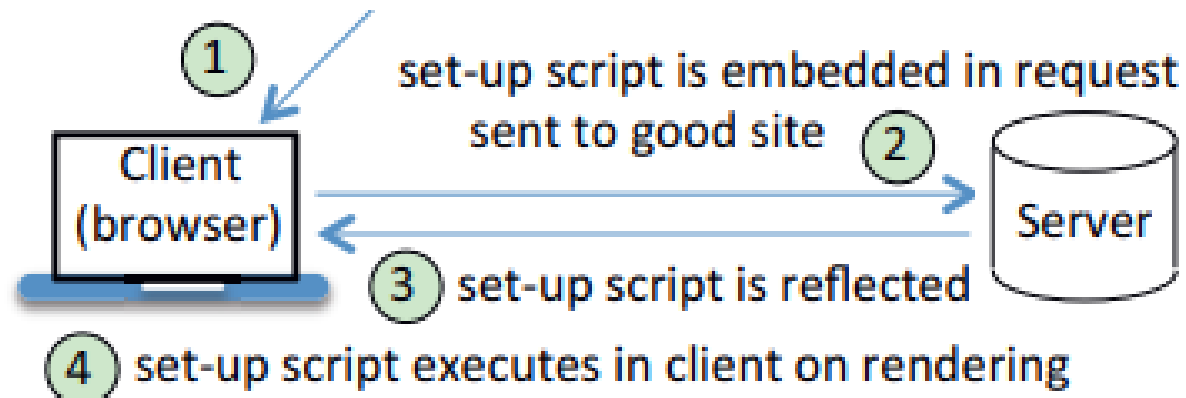 1
set-up script is embedded in request
sent to good site 2
Client
(browser)
Server
3 set-up script is reflected
4 set-up script executes in client on rendering